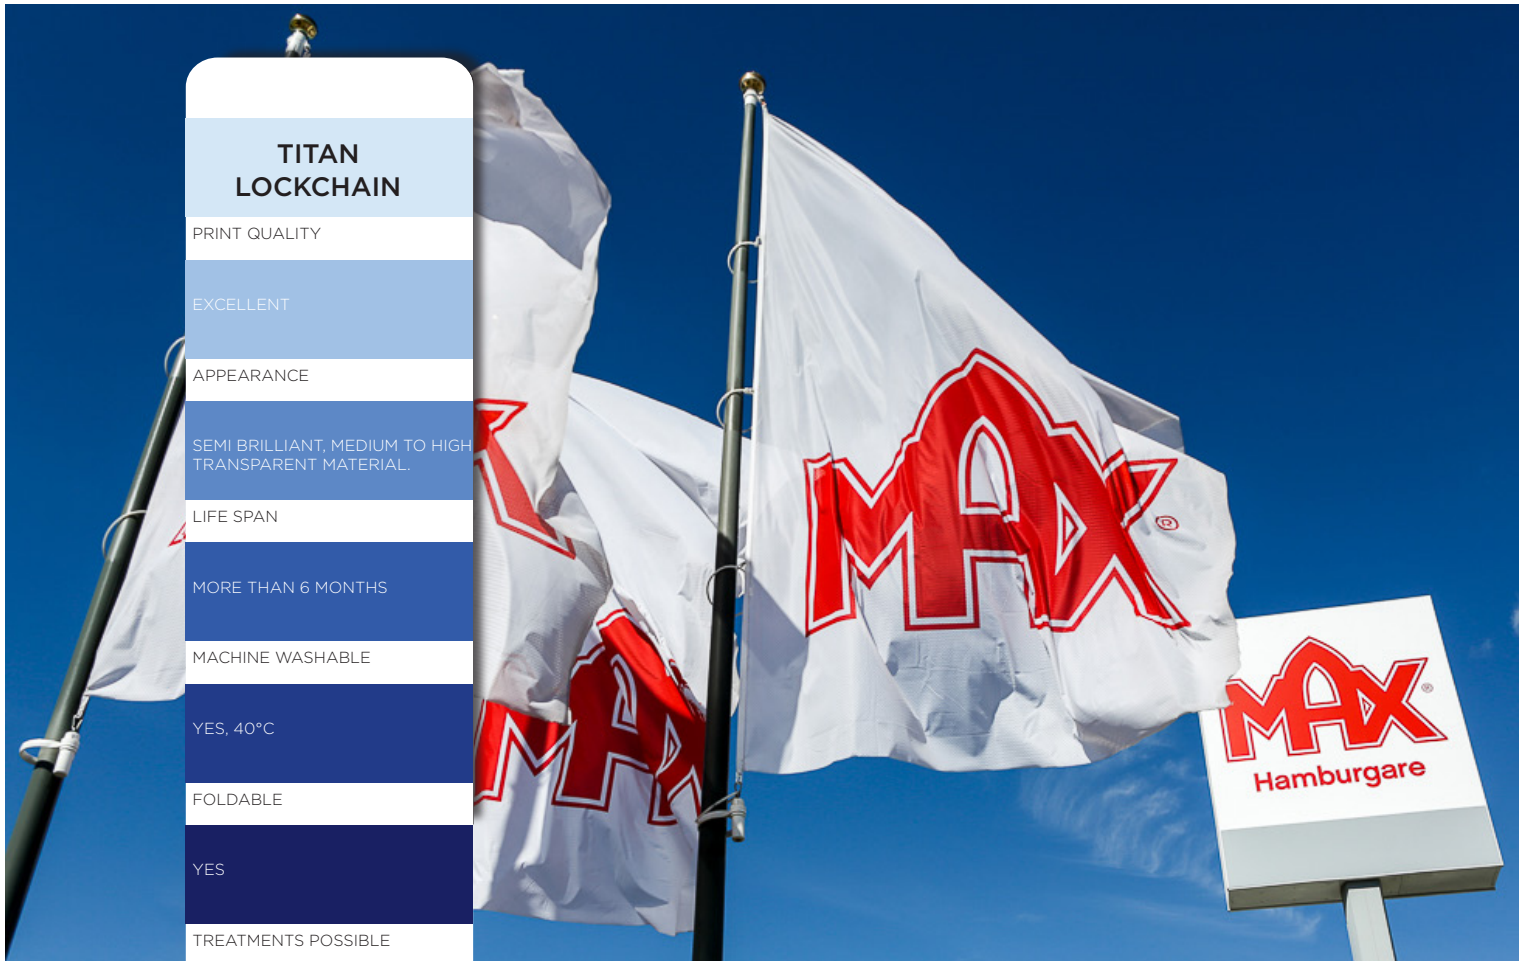 TITAN
LOCKCHAIN
PRINT QUALITY
EXCELLENT
APPEARANCE
SEMI BRILLIANT, MEDIUM TO HIGH
TRANSPARENT MATERIAL.
LIFE SPAN
MORE THAN 6 MONTHS
MACHINE WASHABLE
YES, 40°C
FOLDABLE
YES
TREATMENTS POSSIBLE
MAX
®
MAX
MAX
®
Hamburgare